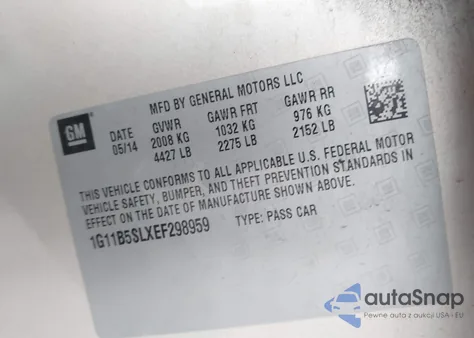 MFD BY GENERAL MOTORS LLC
GM
DATE GVWR GAWR FRT GAWR RR
05/14 2008 KG 1032 KG 976 KG
4427 LB 2275 LB 2152 LB
THIS VEHICLE CONFORMS TO ALL APPLICABLE U.S. FEDERAL MOTOR
VEHICLE SAFETY, BUMPER, AND THEFT PREVENTION STANDARDS IN
EFFECT ON THE DATE OF MANUFACTURE SHOWN ABOVE.
1G11B5SLXEF298959 TYPE: PASS CAR
autoSnap
Pewne auta z aukcji USA i EU